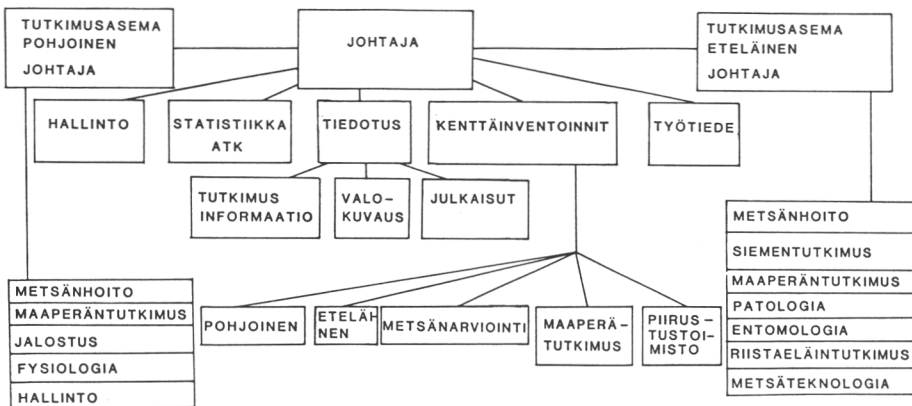 TUTKIMUSASEMA
POHJOINEN
JOHTAJA
JOHTAJA
TUTKIMUSASEMA
ETELÄINEN
JOHTAJA
HALLINTO
STATISTIIKKA
ATK
TIEDOTUS
KENTTÄINVENTOINNIT
TYÖTIEDE
TUTKIMUS
INFORMAATIO
VALO-
KUVAUS
JULKAISUT
METSÄNHOITO
SIEMENTUTKIMUS
MAAPERÄNTUTKIMUS
PATOLOGIA
ENTOMOLOGIA
RIISTAELÄINTUTKIMUS
METSÄTEKNOLOGIA
METSÄNHOITO
MAAPERÄNTUTKIMUS
JALOSTUS
FYSIOLOGIA
HALLINTO
POHJOINEN
ETELÄH-
NEN
METSÄNARVIOINTI
MAAPERÄ-
TUTKIMUS
PIIRUS-
TUSTOI-
MISTO